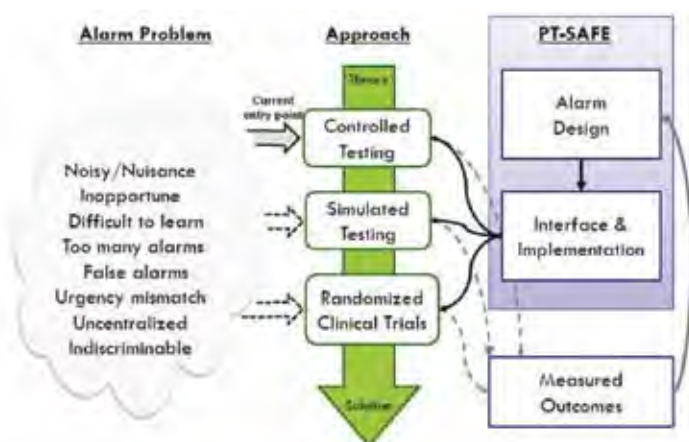 Alarm Problem
Noisy/Nuisance
Inopportune
Difficult to learn
Too many alarms
False alarms
Urgency mismatch
Uncentralized
Indiscriminable
Approach
Theory
Current
entry point
Controlled
Testing
Simulated
Testing
Randomized
Clinical Trials
Solution
PT-SAFE
Alarm
Design
Interface &
Implementation
Measured
Outcomes